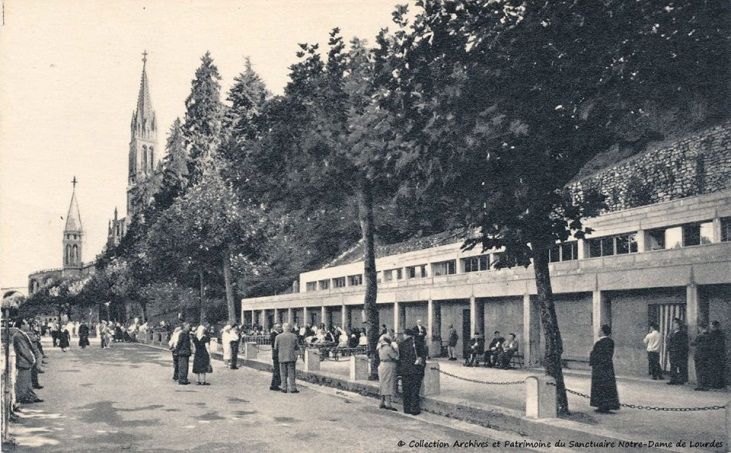 @ Collection Archives et Patrimoine du Sanctuaire Notre-Dame de Lourdes